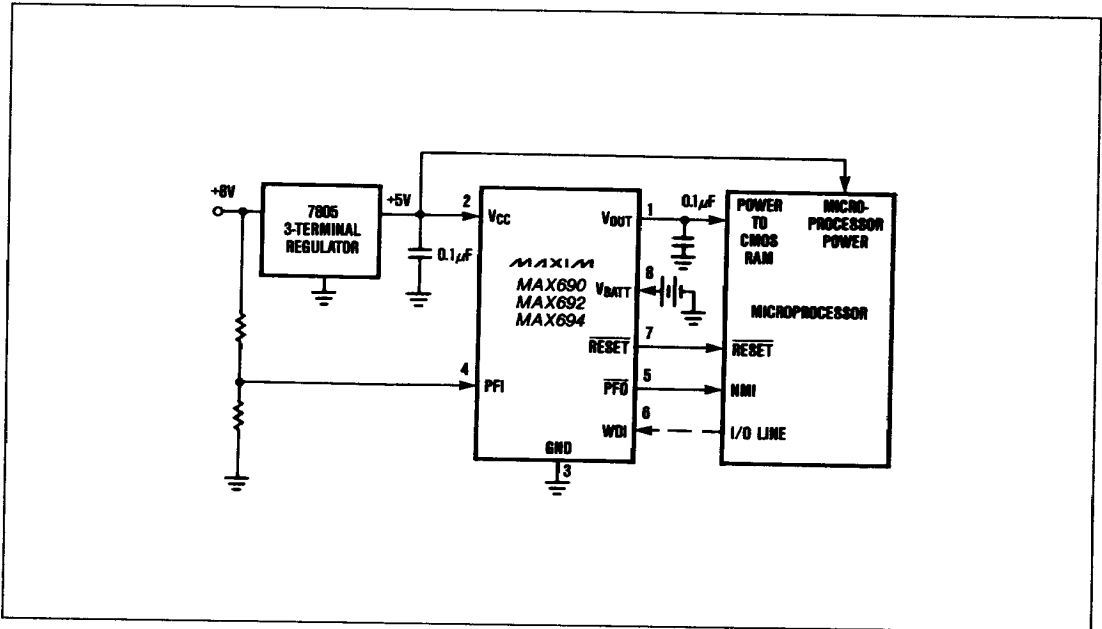 +8V
7805
3-TERMINAL
REGULATOR
+5V
0.1µF
2
VCC
MAXIM
MAX690
MAX692
MAX694
VOUT
1
0.1µF
8
VBATT
RESET
7
4
PFI
PFO
5
WDI
6
GND
3
POWER
TO
CMOS
RAM
MICRO-
PROCESSOR
POWER
MICROPROCESSOR
RESET
NMI
I/O LINE